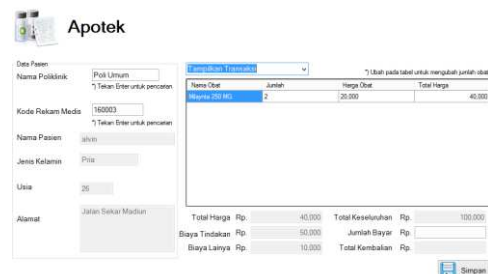 Apotek
Data Pasien
Nama Poliklinik
Poli Umum
*) Tekan Enter untuk pencarian
Kode Rekam Medis
160003
*) Tekan Enter untuk pencarian
Nama Pasien
alvin
Jenis Kelamin
Pria
Usia
26
Alamat
Jalan Sekar Madiun
Tampilkan Transaksi
*) Ubah pada tabel untuk mengubah jumlah obat
Nama Obat Jumlah Harga Obat Total Harga
250 MG 2 20,000 40,000
Total Harga Rp. 40,000 Total Keseluruhan Rp. 100,000
Biaya Tindakan Rp. 50,000 Jumlah Bayar Rp.
Biaya Lainya Rp. 10,000 Total Kembalian Rp.
Simpan